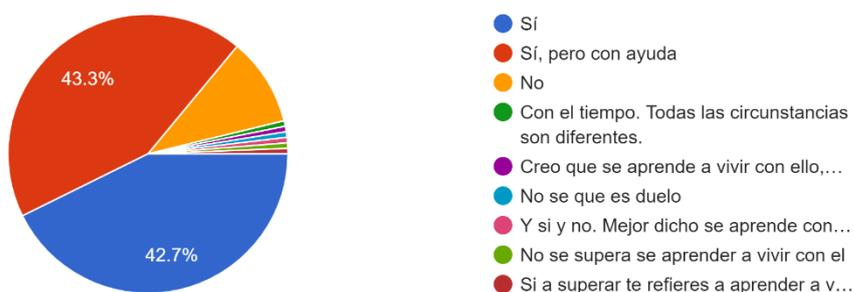 43.3%
42.7%
Sí
Sí, pero con ayuda
No
Con el tiempo. Todas las circunstancias
son diferentes.
Creo que se aprende a vivir con ello,…
No se que es duelo
Y si y no. Mejor dicho se aprende con…
No se supera se aprender a vivir con el
Si a superar te refieres a aprender a v…